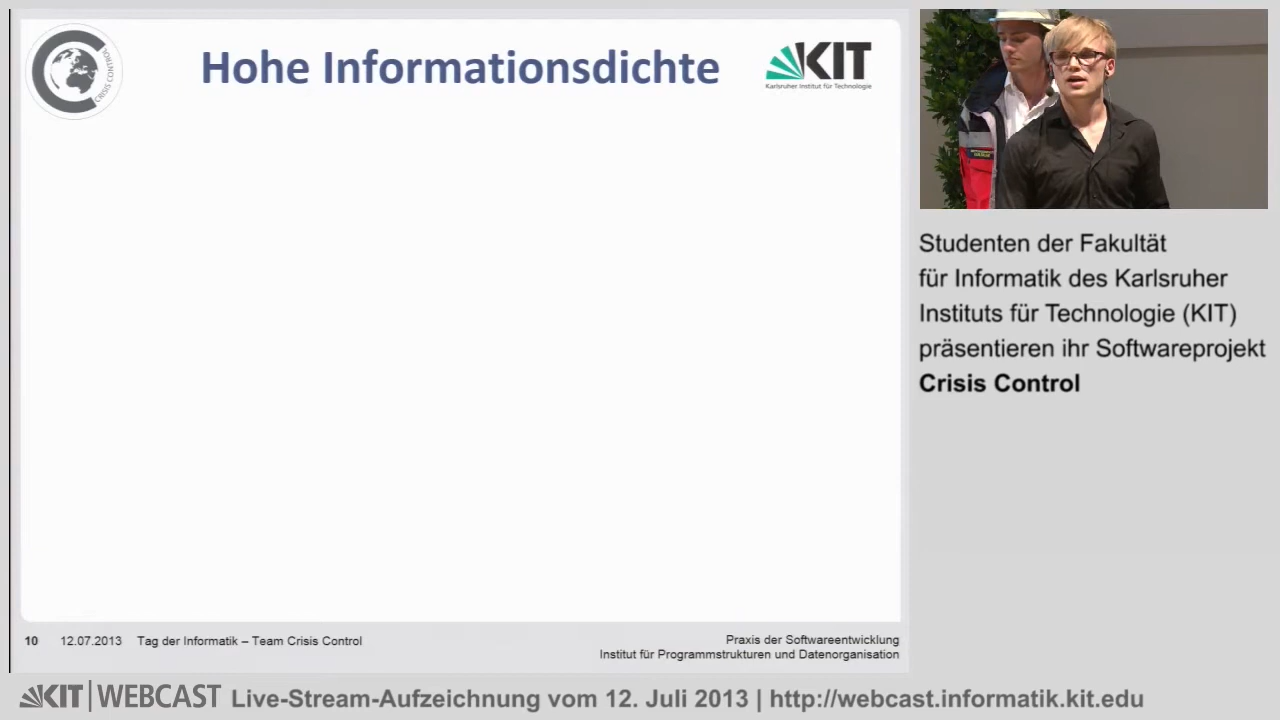 CRISIS CONTROL
Hohe Informationsdichte
KIT
Karlsruher Institut für Technologie
Studenten der Fakultät
für Informatik des Karlsruher
Instituts für Technologie (KIT)
präsentieren ihr Softwareprojekt
Crisis Control
10 12.07.2013 Tag der Informatik – Team Crisis Control
Praxis der Softwareentwicklung
Institut für Programmstrukturen und Datenorganisation
KIT | WEBCAST Live-Stream-Aufzeichnung vom 12. Juli 2013 | http://webcast.informatik.kit.edu